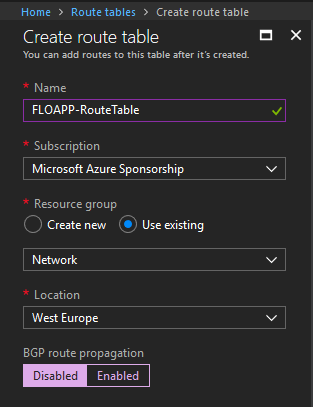 Home > Route tables > Create route table
Create route table
You can add routes to this table after it's created.
* Name
FLOAPP-RouteTable
* Subscription
Microsoft Azure Sponsorship
* Resource group
Create new Use existing
Network
* Location
West Europe
BGP route propagation
Disabled Enabled